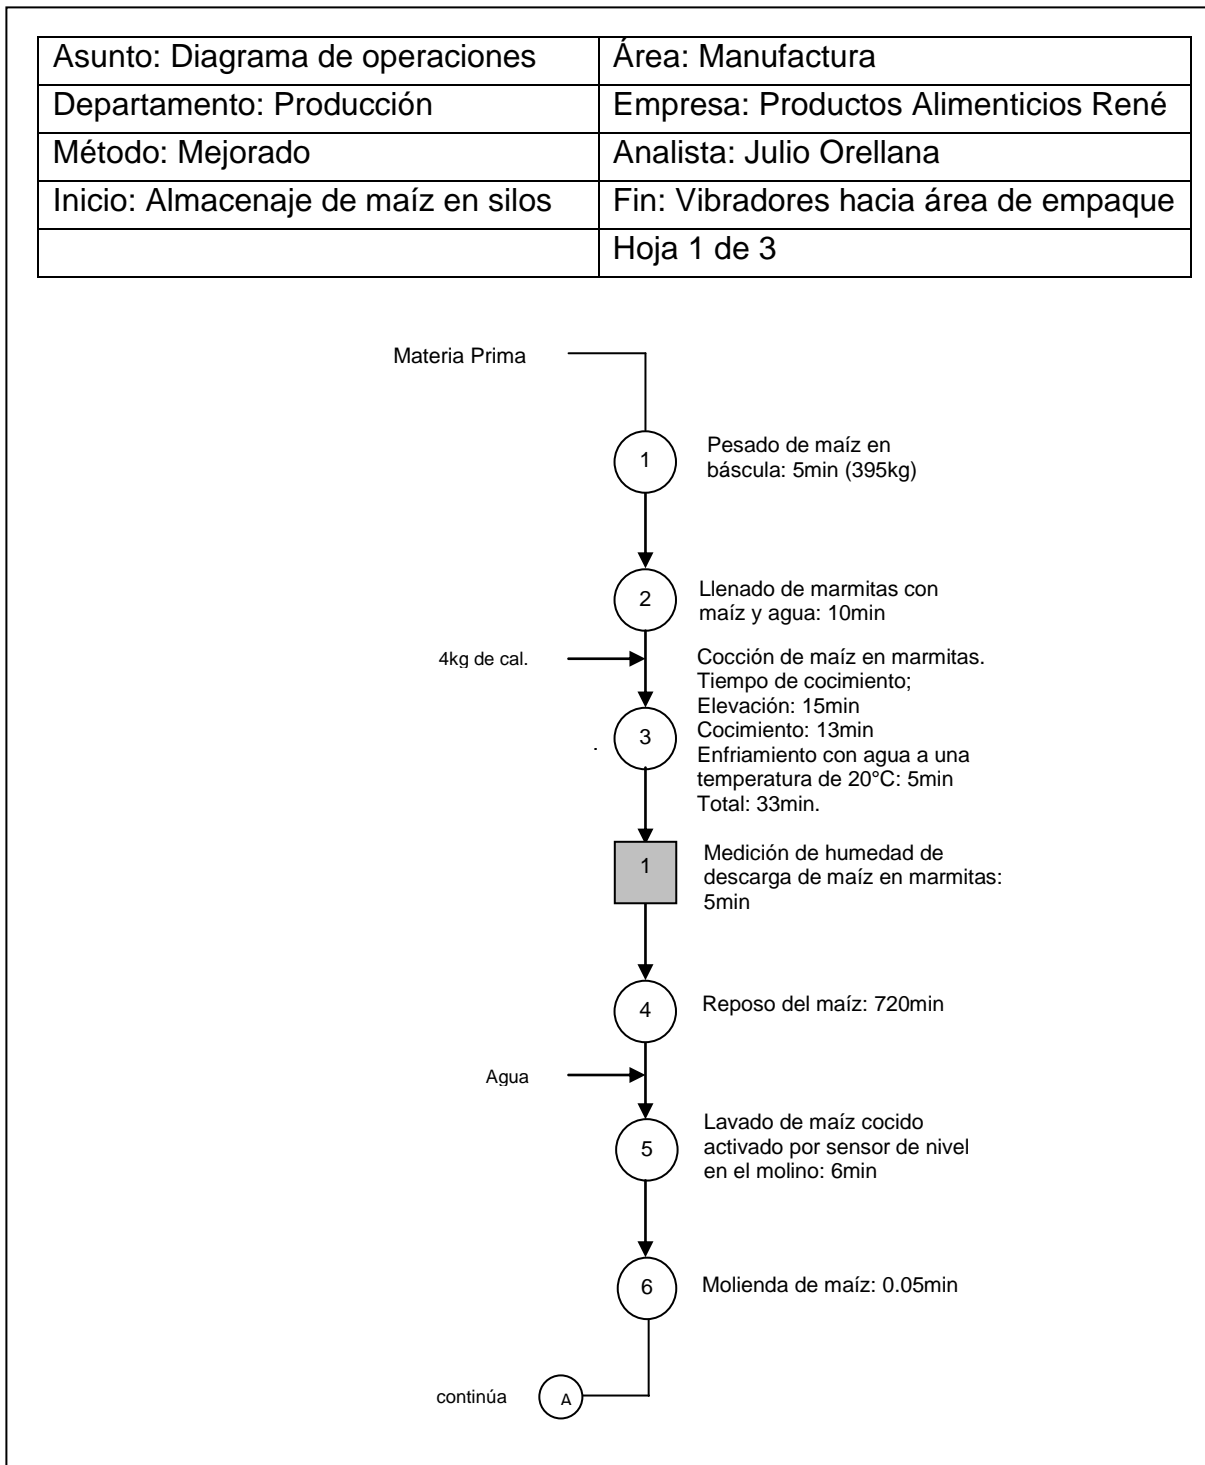 Asunto: Diagrama de operaciones
Área: Manufactura
Departamento: Producción
Empresa: Productos Alimenticios René
Método: Mejorado
Analista: Julio Orellana
Inicio: Almacenaje de maíz en silos
Fin: Vibradores hacia área de empaque
Hoja 1 de 3
Materia Prima
1
Pesado de maíz en
báscula: 5min (395kg)
2
Llenado de marmitas con
maíz y agua: 10min
4kg de cal.
Cocción de maíz en marmitas.
Tiempo de cocimiento;
Elevación: 15min
Cocimiento: 13min
Enfriamiento con agua a una
temperatura de 20°C: 5min
Total: 33min.
.
3
1
Medición de humedad de
descarga de maíz en marmitas:
5min
4
Reposo del maíz: 720min
Agua
5
Lavado de maíz cocido
activado por sensor de nivel
en el molino: 6min
6
Molienda de maíz: 0.05min
continúa
A